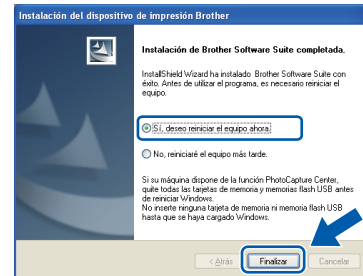 Instalación del dispositivo de impresión Brother
Instalación de Brother Software Suite completada.
InstallShield Wizard ha instalado Brother Software Suite con
éxito. Antes de utilizar el programa, es necesario reiniciar el
equipo.
Sí, deseo reiniciar el equipo ahora.
No, reiniciaré el equipo más tarde.
Si su máquina dispone de la función PhotoCapture Center,
quite todas las tarjetas de memoria y memorias flash USB antes
de reiniciar Windows.
No inserte ninguna tarjeta de memoria ni memoria flash USB
hasta que se haya cargado Windows.
< Atrás Finalizar Cancelar